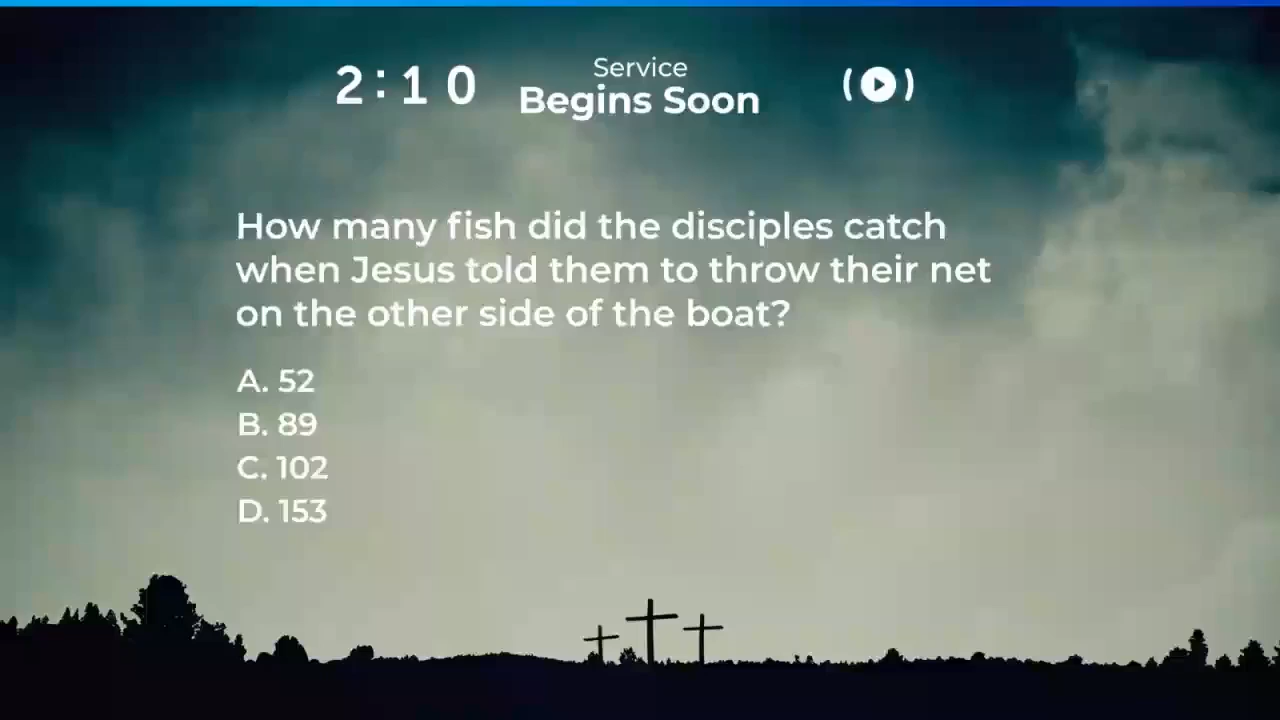 2:10
Service
Begins Soon
How many fish did the disciples catch
when Jesus told them to throw their net
on the other side of the boat?
A. 52
B. 89
C. 102
D. 153